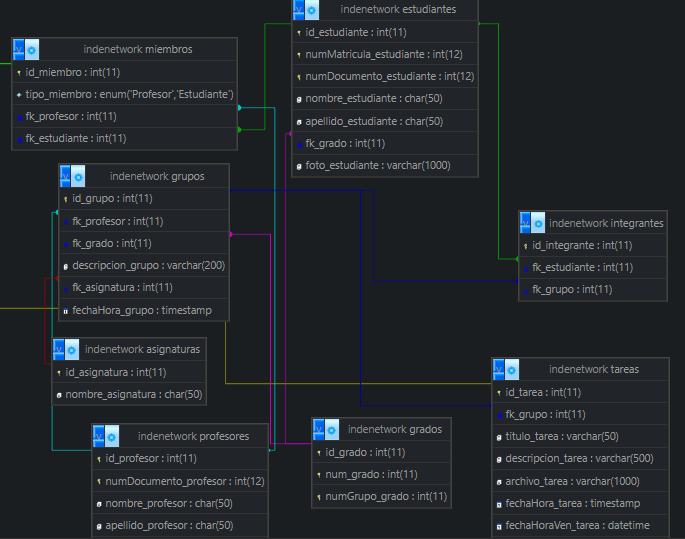 indenetwork miembros
id_miembro : int(11)
tipo_miembro : enum('Profesor','Estudiante')
fk_profesor : int(11)
fk_estudiante : int(11)
indenetwork estudiantes
id_estudiante : int(11)
numMatricula_estudiante : int(12)
numDocumento_estudiante : int(12)
nombre_estudiante : char(50)
apellido_estudiante : char(50)
fk_grado : int(11)
foto_estudiante : varchar(1000)
indenetwork grupos
id_grupo : int(11)
fk_profesor : int(11)
fk_grado : int(11)
descripcion_grupo : varchar(200)
fk_asignatura : int(11)
fechaHora_grupo : timestamp
indenetwork integrantes
id_integrante : int(11)
fk_estudiante : int(11)
fk_grupo : int(11)
indenetwork asignaturas
id_asignatura : int(11)
nombre_asignatura : char(50)
indenetwork profesores
id_profesor : int(11)
numDocumento_profesor : int(12)
nombre_profesor : char(50)
apellido_profesor : char(50)
indenetwork grados
id_grado : int(11)
num_grado : int(11)
numGrupo_grado : int(11)
indenetwork tareas
id_tarea : int(11)
fk_grupo : int(11)
titulo_tarea : varchar(50)
descripcion_tarea : varchar(500)
archivo_tarea : varchar(1000)
fechaHora_tarea : timestamp
fechaHoraVen_tarea : datetime